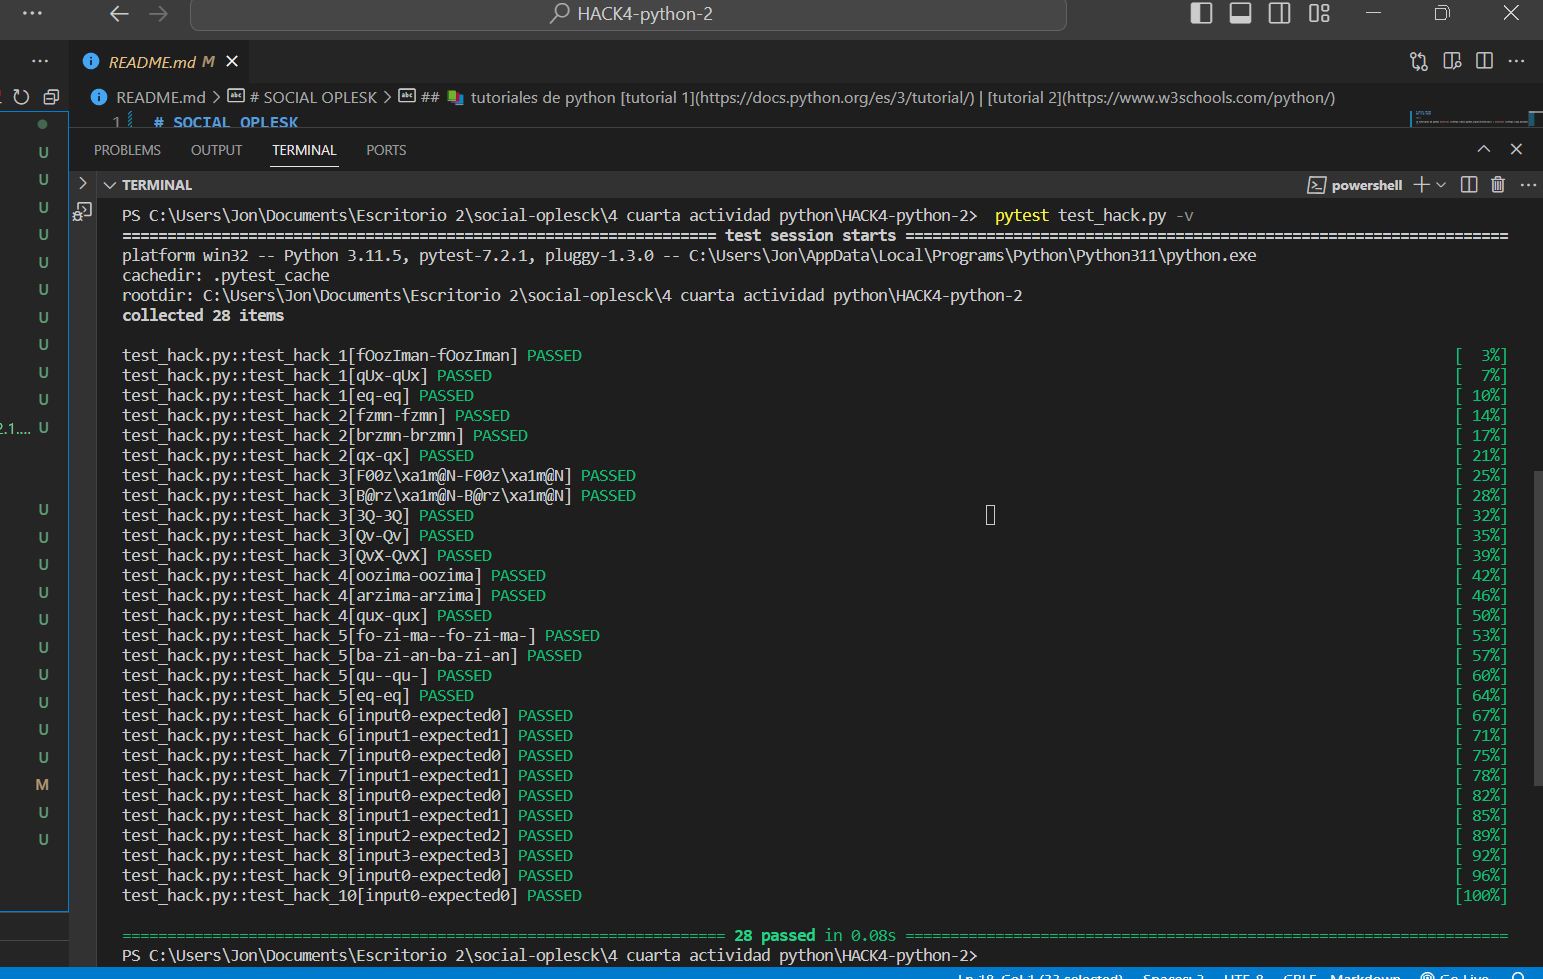 HACK4-python-2
README.md M
README.md > # SOCIAL OPLESK > ## tutoriales de python [tutorial 1](https://docs.python.org/es/3/tutorial/) | [tutorial 2](https://www.w3schools.com/python/)
1 # SOCIAL OPLESK
PROBLEMS OUTPUT TERMINAL PORTS
TERMINAL powershell
PS C:\Users\Jon\Documents\Escritorio 2\social-oplesck\4 cuarta actividad python\HACK4-python-2> pytest test_hack.py -v
test session starts
platform win32 -- Python 3.11.5, pytest-7.2.1, pluggy-1.3.0 -- C:\Users\Jon\AppData\Local\Programs\Python\Python311\python.exe
cachedir: .pytest_cache
rootdir: C:\Users\Jon\Documents\Escritorio 2\social-oplesck\4 cuarta actividad python\HACK4-python-2
collected 28 items
test_hack.py::test_hack_1[fOozIman-fOozIman] PASSED [ 3%]
test_hack.py::test_hack_1[qUx-qUx] PASSED [ 7%]
test_hack.py::test_hack_1[eq-eq] PASSED [ 10%]
test_hack.py::test_hack_2[fzmn-fzmn] PASSED [ 14%]
test_hack.py::test_hack_2[brzmn-brzmn] PASSED [ 17%]
test_hack.py::test_hack_2[qx-qx] PASSED [ 21%]
test_hack.py::test_hack_3[F00z\xa1m@N-F00z\xa1m@N] PASSED [ 25%]
test_hack.py::test_hack_3[B@rz\xa1m@N-B@rz\xa1m@N] PASSED [ 28%]
test_hack.py::test_hack_3[3Q-3Q] PASSED [ 32%]
test_hack.py::test_hack_3[Qv-Qv] PASSED [ 35%]
test_hack.py::test_hack_3[QvX-QvX] PASSED [ 39%]
test_hack.py::test_hack_4[oozima-oozima] PASSED [ 42%]
test_hack.py::test_hack_4[arzima-arzima] PASSED [ 46%]
test_hack.py::test_hack_4[qux-qux] PASSED [ 50%]
test_hack.py::test_hack_5[fo-zi-ma--fo-zi-ma-] PASSED [ 53%]
test_hack.py::test_hack_5[ba-zi-an-ba-zi-an] PASSED [ 57%]
test_hack.py::test_hack_5[qu--qu-] PASSED [ 60%]
test_hack.py::test_hack_5[eq-eq] PASSED [ 64%]
test_hack.py::test_hack_6[input0-expected0] PASSED [ 67%]
test_hack.py::test_hack_6[input1-expected1] PASSED [ 71%]
test_hack.py::test_hack_7[input0-expected0] PASSED [ 75%]
test_hack.py::test_hack_7[input1-expected1] PASSED [ 78%]
test_hack.py::test_hack_8[input0-expected0] PASSED [ 82%]
test_hack.py::test_hack_8[input1-expected1] PASSED [ 85%]
test_hack.py::test_hack_8[input2-expected2] PASSED [ 89%]
test_hack.py::test_hack_8[input3-expected3] PASSED [ 92%]
test_hack.py::test_hack_9[input0-expected0] PASSED [ 96%]
test_hack.py::test_hack_10[input0-expected0] PASSED [100%]
28 passed in 0.08s
PS C:\Users\Jon\Documents\Escritorio 2\social-oplesck\4 cuarta actividad python\HACK4-python-2>